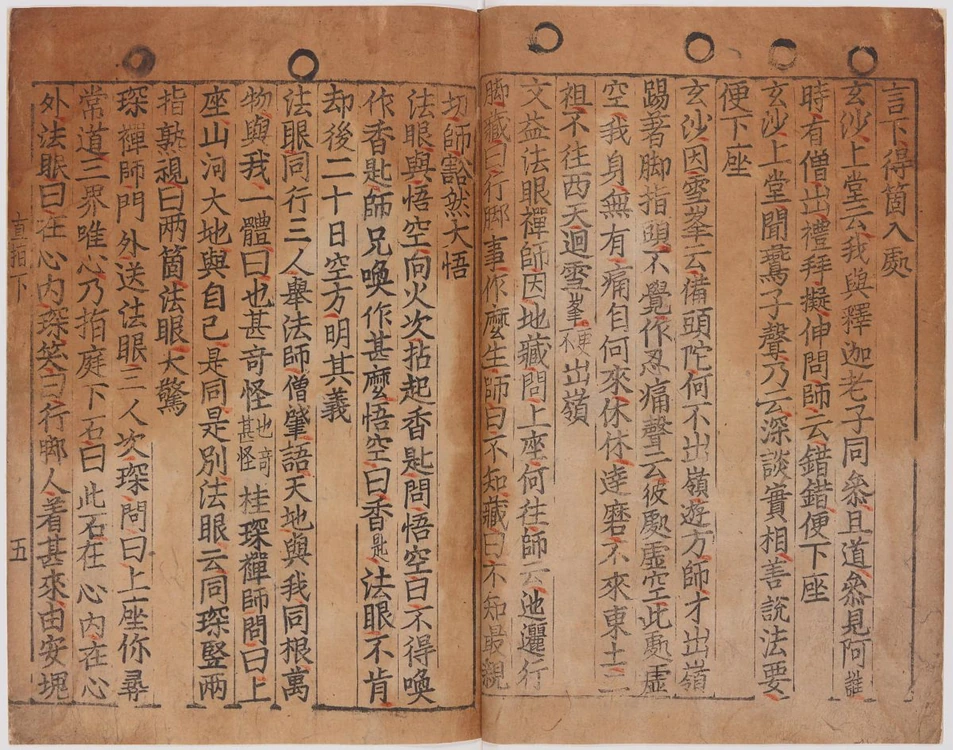 言下得箇入處
玄沙上堂云我與釋迦老子同叅且道叅見阿誰
時有僧出禮拜擬伸問師云錯錯便下座
玄沙上堂聞鷰子聲乃云深談實相善說法要
便下座
玄沙因雪峯云備頭陀何不出嶺遊方師才出嶺
踢著脚指頭不覺作忍痛聲云彼處虛空此處虛
空我身無有痛自何來休休達磨不來東土二
祖不往西天迴雪峯更不出嶺
文益法眼禪師因地藏問上座何往師云迤邐行
脚藏曰行脚事作麽生師曰不知藏曰不知最親
切師豁然大悟
法眼與悟空向火次拈起香匙問悟空曰不得喚
作香匙師兄喚作甚麽悟空曰香匙法眼不肯
却後二十日空方明其義
法眼同行三人舉法師僧肇語天地與我同根萬
物與我一體曰也甚奇怪也甚奇怪桂琛禪師問曰上
座山河大地與自己是同是別法眼云同琛竪兩
指熟視曰兩箇法眼大驚
琛禪師門外送法眼三人次琛問曰上座你尋
常道三界唯心乃指庭下石曰此石在心內在心
外法眼曰在心內琛笑曰行脚人着甚來由安塊
直指下 五